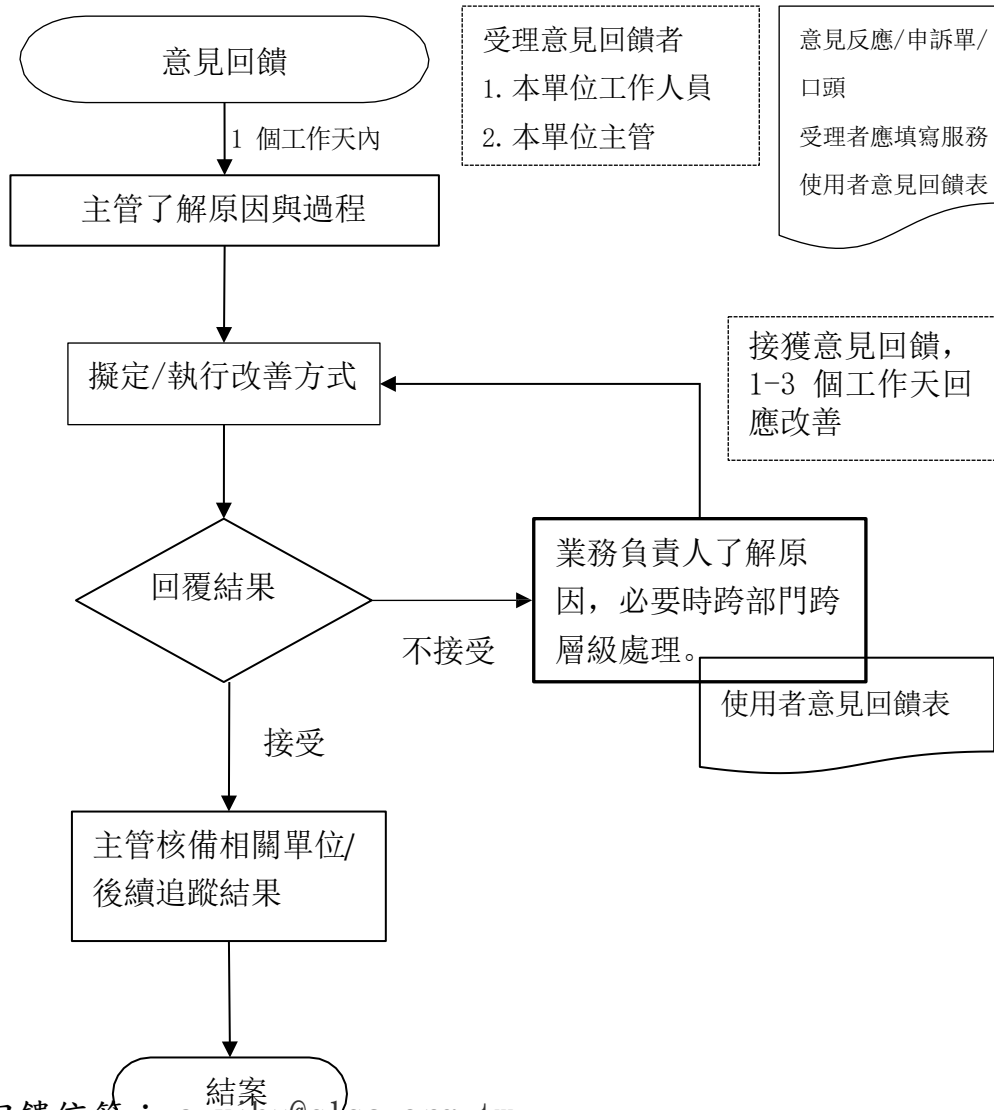 意見回饋
受理意見回饋者
1. 本單位工作人員
2. 本單位主管
意見反應/申訴單/
口頭
受理者應填寫服務
使用者意見回饋表
1 個工作天內
主管了解原因與過程
擬定/執行改善方式
接獲意見回饋，
1-3 個工作天回
應改善
回覆結果
不接受
業務負責人了解原
因，必要時跨部門跨
層級處理。
使用者意見回饋表
接受
主管核備相關單位/
後續追蹤結果
結案